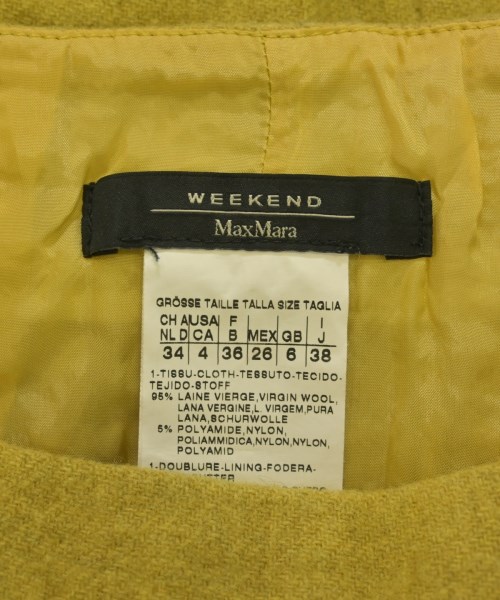 WEEKEND
MaxMara
GRÖSSE TAILLE TALLA SIZE TAGLIA
CH A USA F I
NL D CA B MEX GB J
34 4 36 26 6 38
1-TISSU-CLOTH-TESSUTO-TECIDO-
TEJIDO-STOFF
95% LAINE VIERGE,VIRGIN WOOL,
LANA VERGINE,L. VIRGEM,PURA
LANA,SCHURWOLLE
5% POLYAMIDE,NYLON,
POLIAMMIDICA,NYLON,NYLON,
POLYAMID
1-DOUBLURE-LINING-FODERA-